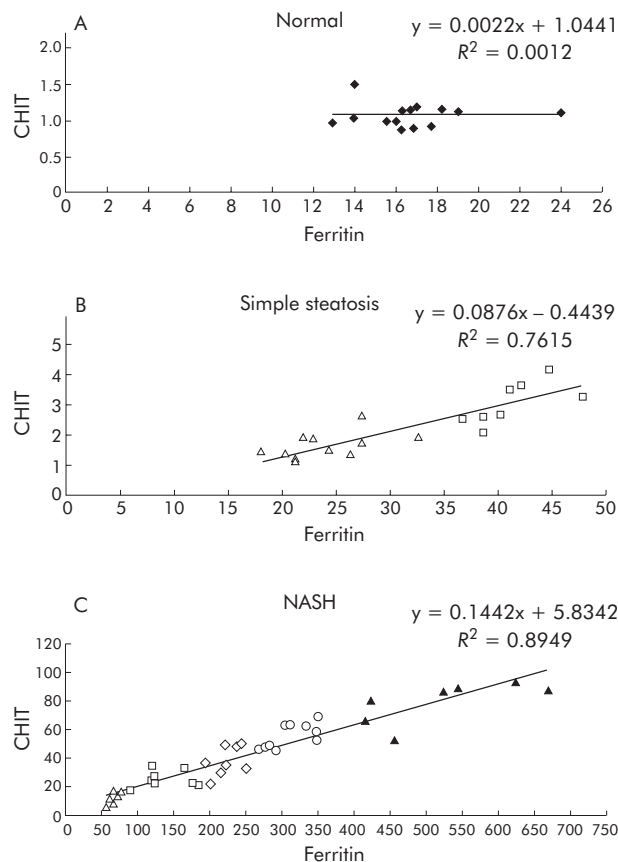 A
Normal
y = 0.0022x + 1.0441
R² = 0.0012
2.0
1.5
1.0
0.5
0
CHIT
0 2 4 6 8 10 12 14 16 18 20 22 24 26
Ferritin
B
Simple steatosis
y = 0.0876x – 0.4439
R² = 0.7615
5
4
3
2
1
0
CHIT
0 5 10 15 20 25 30 35 40 45 50
Ferritin
C
NASH
y = 0.1442x + 5.8342
R² = 0.8949
120
100
80
60
40
20
0
CHIT
0 50 100 150 200 250 300 350 400 450 500 550 600 650 700 750
Ferritin